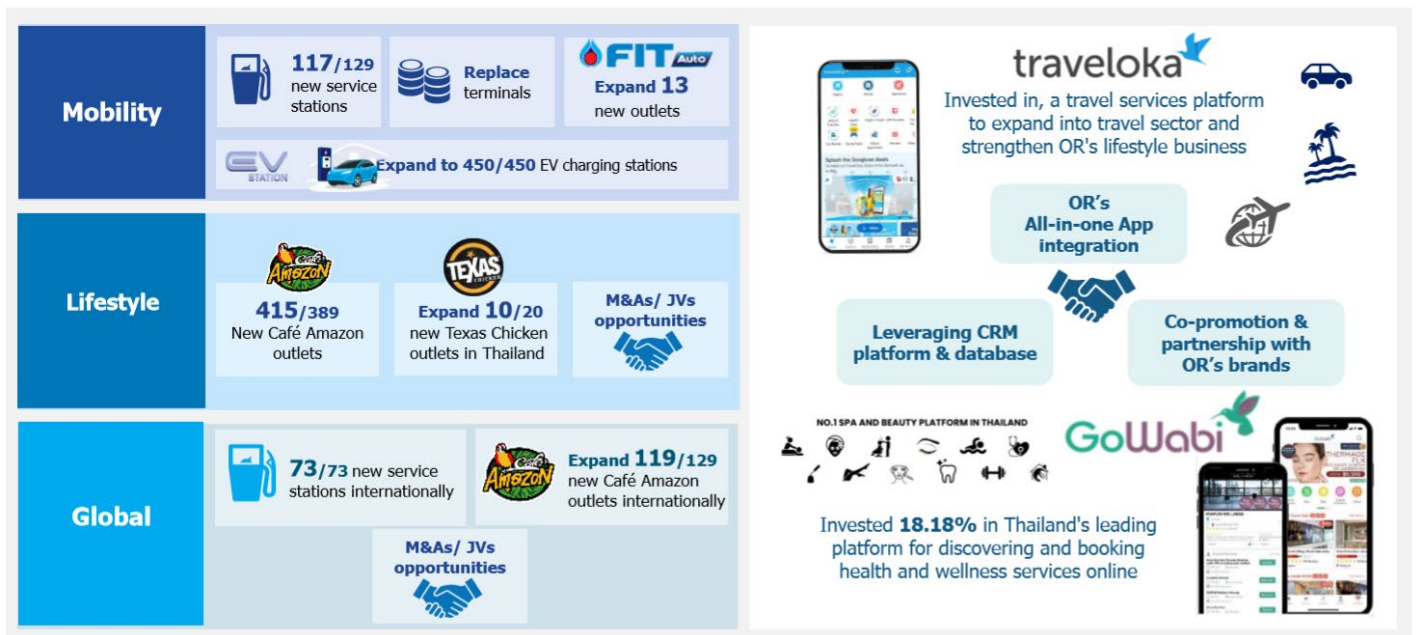 Mobility
117/129
new service
stations
Replace
terminals
FIT Auto
Expand 13
new outlets
EV
STATION
Expand to 450/450 EV charging stations
Lifestyle
Café
Amazon
415/389
New Café Amazon
outlets
TEXAS
CHICKEN
Expand 10/20
new Texas Chicken
outlets in Thailand
M&As/ JVs
opportunities
Global
73/73 new service
stations internationally
Café
Amazon
Expand 119/129
new Café Amazon
outlets internationally
M&As/ JVs
opportunities
traveloka
Invested in, a travel services platform
to expand into travel sector and
strengthen OR's lifestyle business
OR's
All-in-one App
integration
Leveraging CRM
platform & database
Co-promotion &
partnership with
OR's brands
NO.1 SPA AND BEAUTY PLATFORM IN THAILAND
GoWabi
Invested 18.18% in Thailand's leading
platform for discovering and booking
health and wellness services online
THERMAGE
FLX